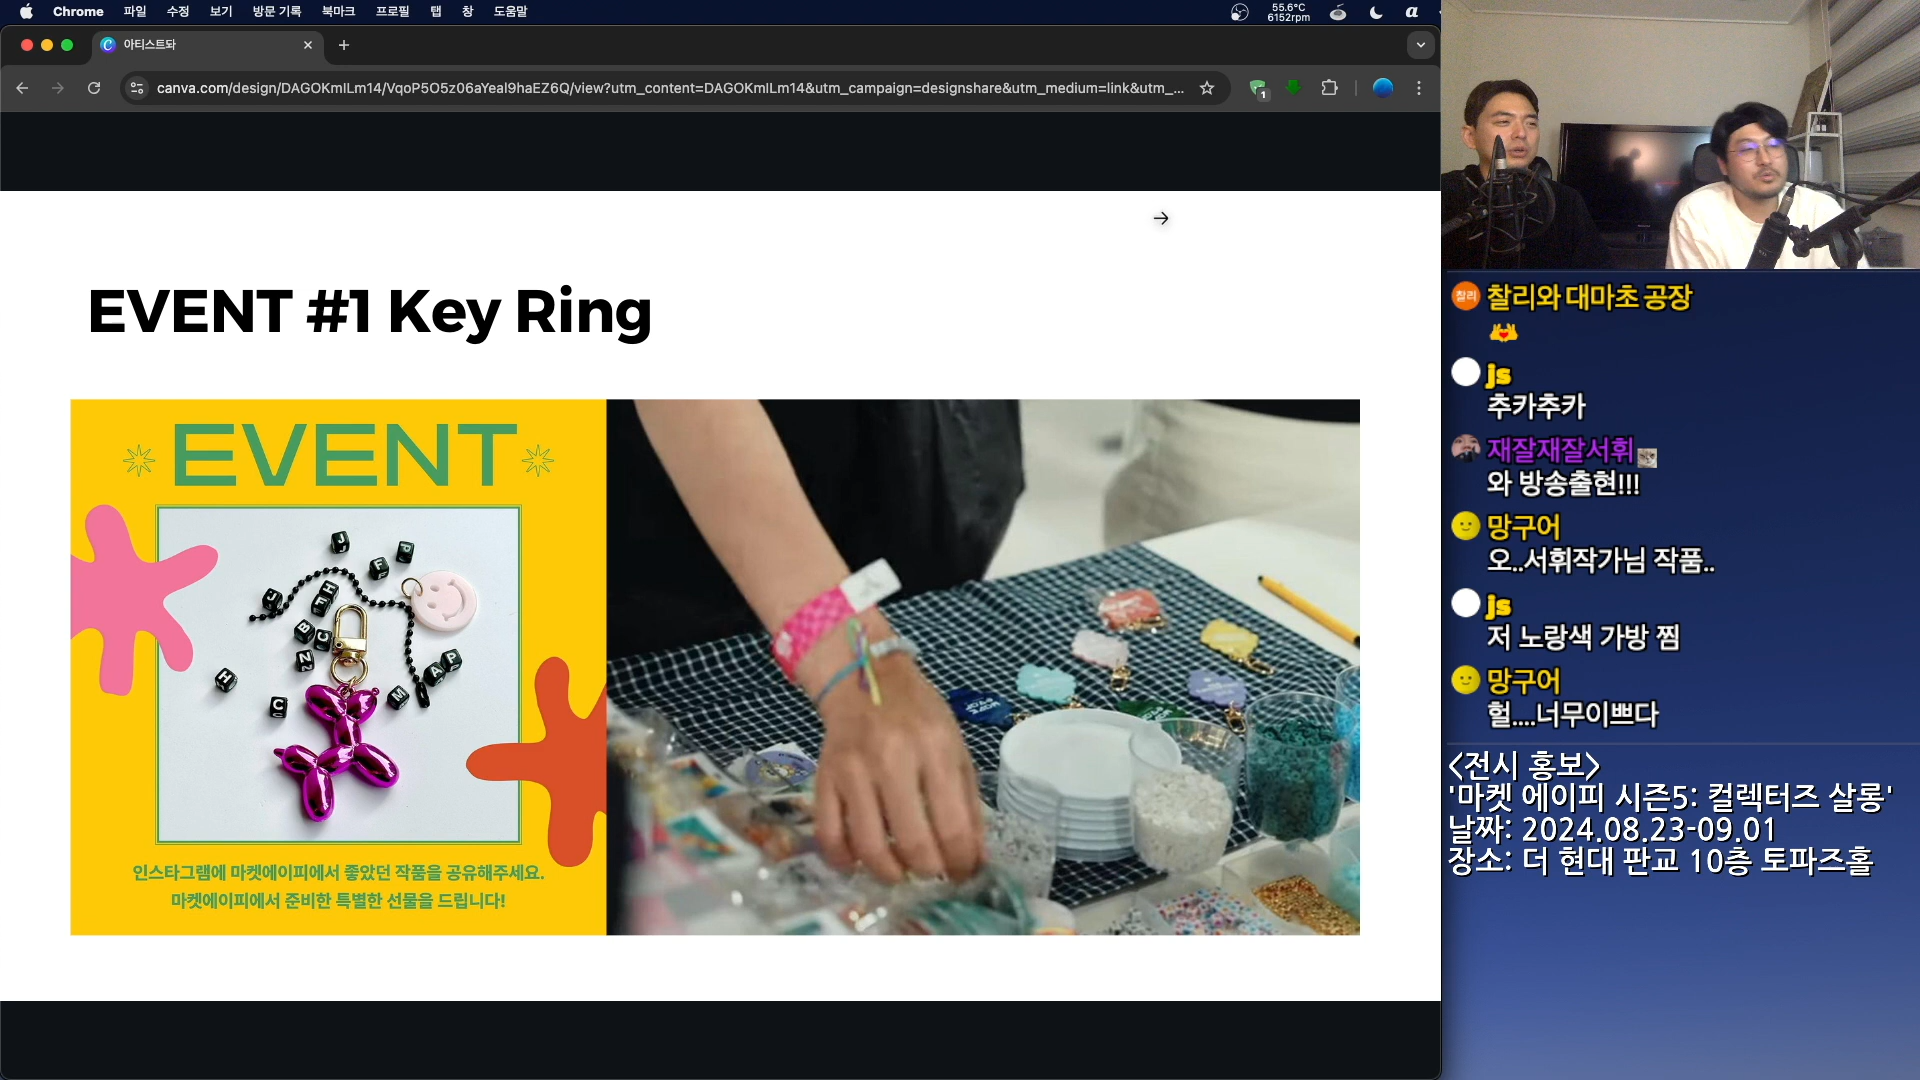 Chrome 파일 수정 보기 방문 기록 북마크 프로필 탭 창 도움말
55.6°C
6152rpm
아티스트돠
canva.com/design/DAGOKmlLm14/VqoP5O5z06aYeal9haEZ6Q/view?utm_content=DAGOKmlLm14&utm_campaign=designshare&utm_medium=link&utm_...
1
EVENT #1 Key Ring
EVENT
J
F
P
J
H
F
B
C
N
H
C
M
A
P
인스타그램에 마켓에이피에서 좋았던 작품을 공유해주세요.
마켓에이피에서 준비한 특별한 선물을 드립니다!
찰리
찰리와 대마초 공장
js
추카추카
재잘재잘서휘
와 방송출현!!!
망구어
오..서휘작가님 작품..
js
저 노랑색 가방 찜
망구어
헐....너무이쁘다
<전시 홍보>
'마켓 에이피 시즌5: 컬렉터즈 살롱'
날짜: 2024.08.23-09.01
장소: 더 현대 판교 10층 토파즈홀